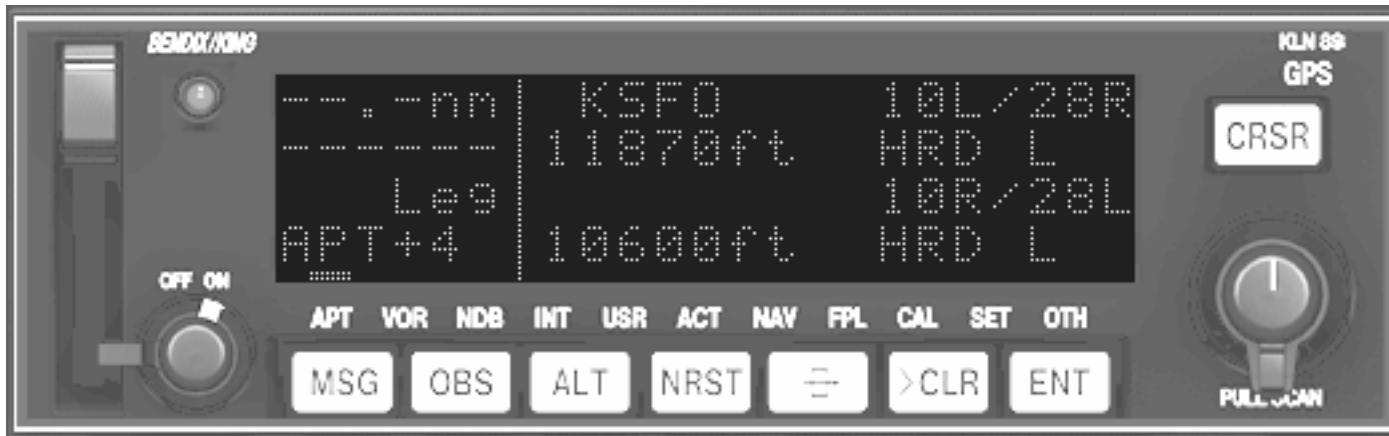 BENDIX/KING
KLN 89
GPS
--.-nm KSFO 10L/28R
------ 11870ft HRD L
Leg 10R/28L
APT+4 10600ft HRD L
CRSR
OFF ON
APT VOR NDB INT USR ACT NAV FPL CAL SET OTH
MSG OBS ALT NRST >CLR ENT
PULL SCAN